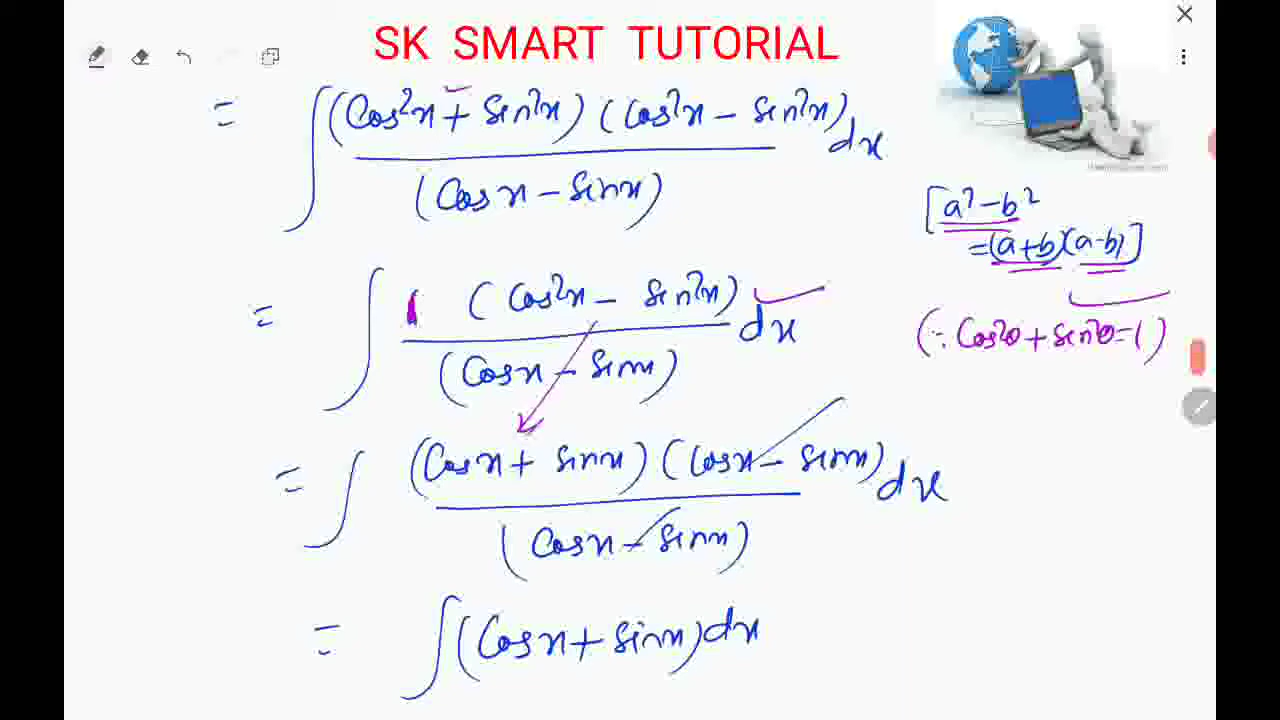 SK SMART TUTORIAL
= ∫ (Cos²x + Sin²x) (Cos²x − Sin²x) dx
(Cosx − Sinx)
[a² − b²
= (a+b)(a-b)]
= ∫ 1 (Cos²x − Sin²x) dx
(Cosx − Sinx)
(∵ Cos²θ + Sin²θ = 1)
= ∫ (Cosx + Sinx) (Cosx − Sinx) dx
(Cosx − Sinx)
= ∫ (Cosx + Sinx) dx